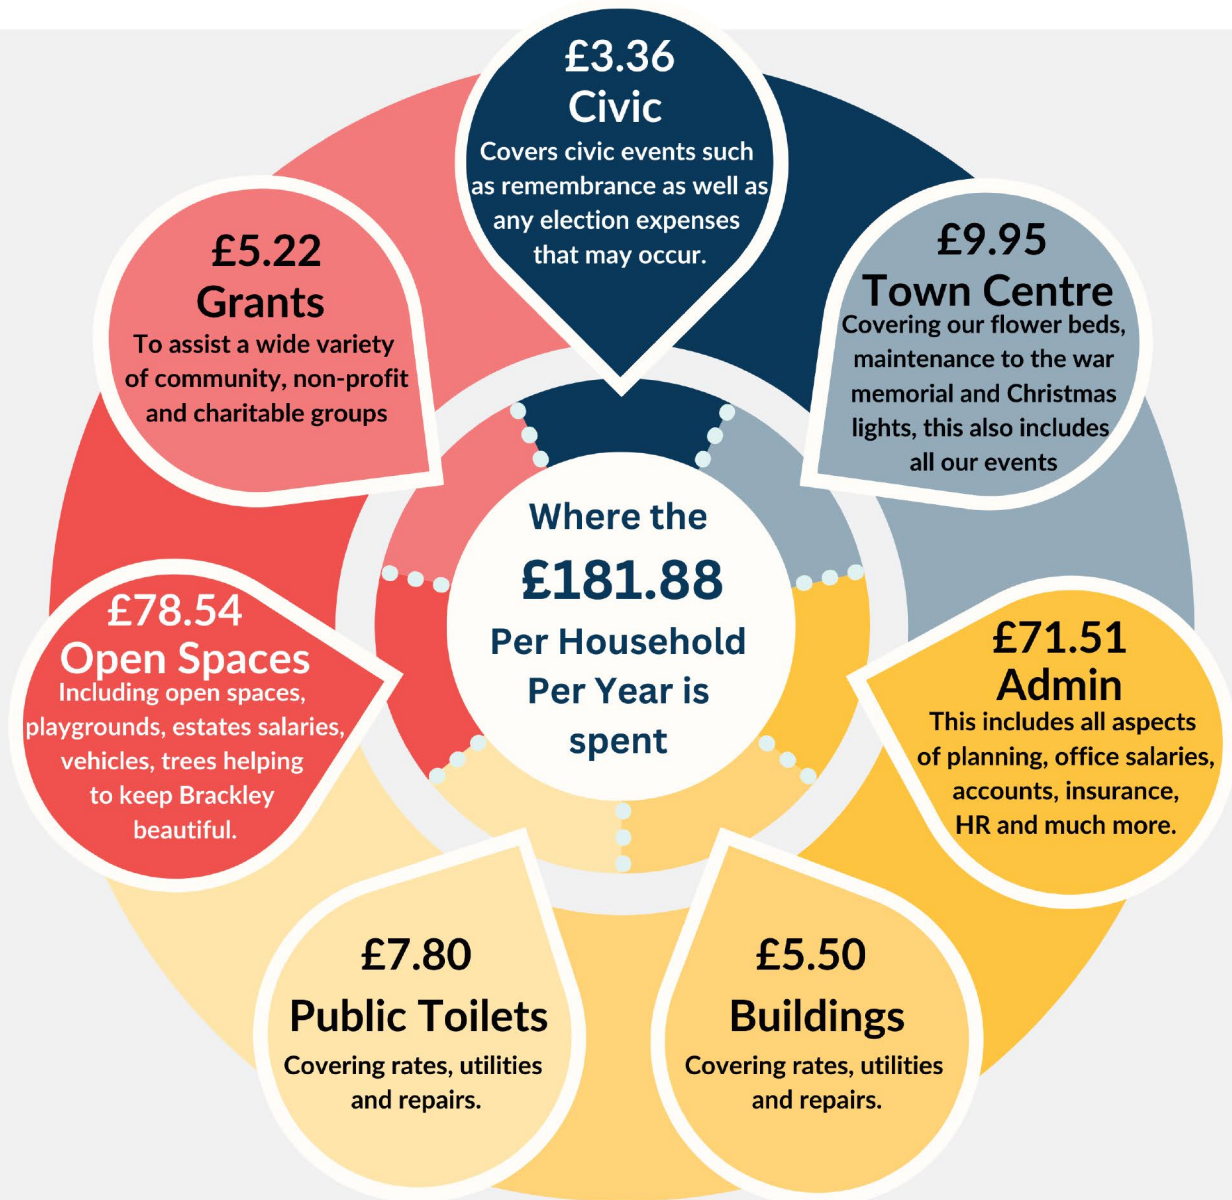 £3.36
Civic
Covers civic events such
as remembrance as well as
any election expenses
that may occur.
£9.95
Town Centre
Covering our flower beds,
maintenance to the war
memorial and Christmas
lights, this also includes
all our events
£71.51
Admin
This includes all aspects
of planning, office salaries,
accounts, insurance,
HR and much more.
£5.50
Buildings
Covering rates, utilities
and repairs.
£7.80
Public Toilets
Covering rates, utilities
and repairs.
£78.54
Open Spaces
Including open spaces,
playgrounds, estates salaries,
vehicles, trees helping
to keep Brackley
beautiful.
£5.22
Grants
To assist a wide variety
of community, non-profit
and charitable groups
Where the
£181.88
Per Household
Per Year is
spent